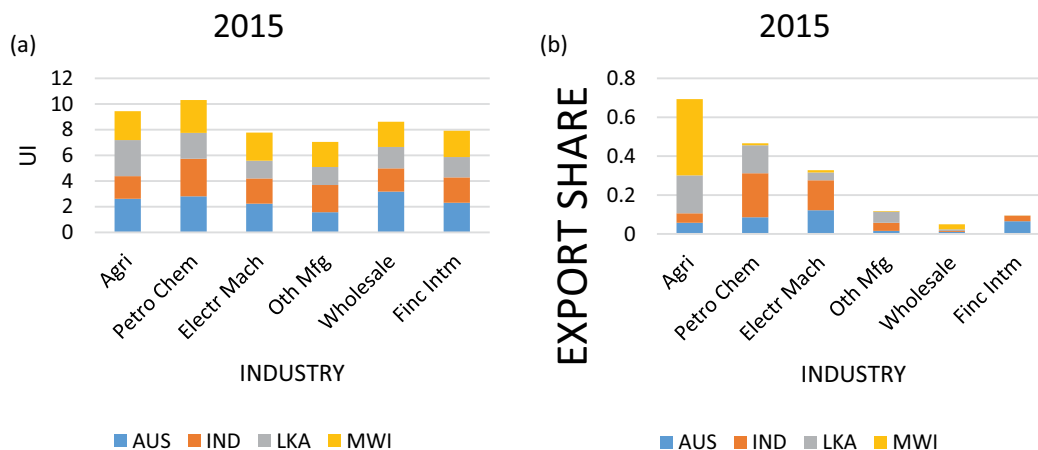 2015
(a)
12
10
8
6
4
2
0
UI
Agri
Petro Chem
Electr Mach
Oth Mfg
Wholesale
Finc Intm
INDUSTRY
AUS IND LKA MWI
2015
(b)
0.8
0.6
0.4
0.2
0
EXPORT SHARE
Agri
Petro Chem
Electr Mach
Oth Mfg
Wholesale
Finc Intm
INDUSTRY
AUS IND LKA MWI